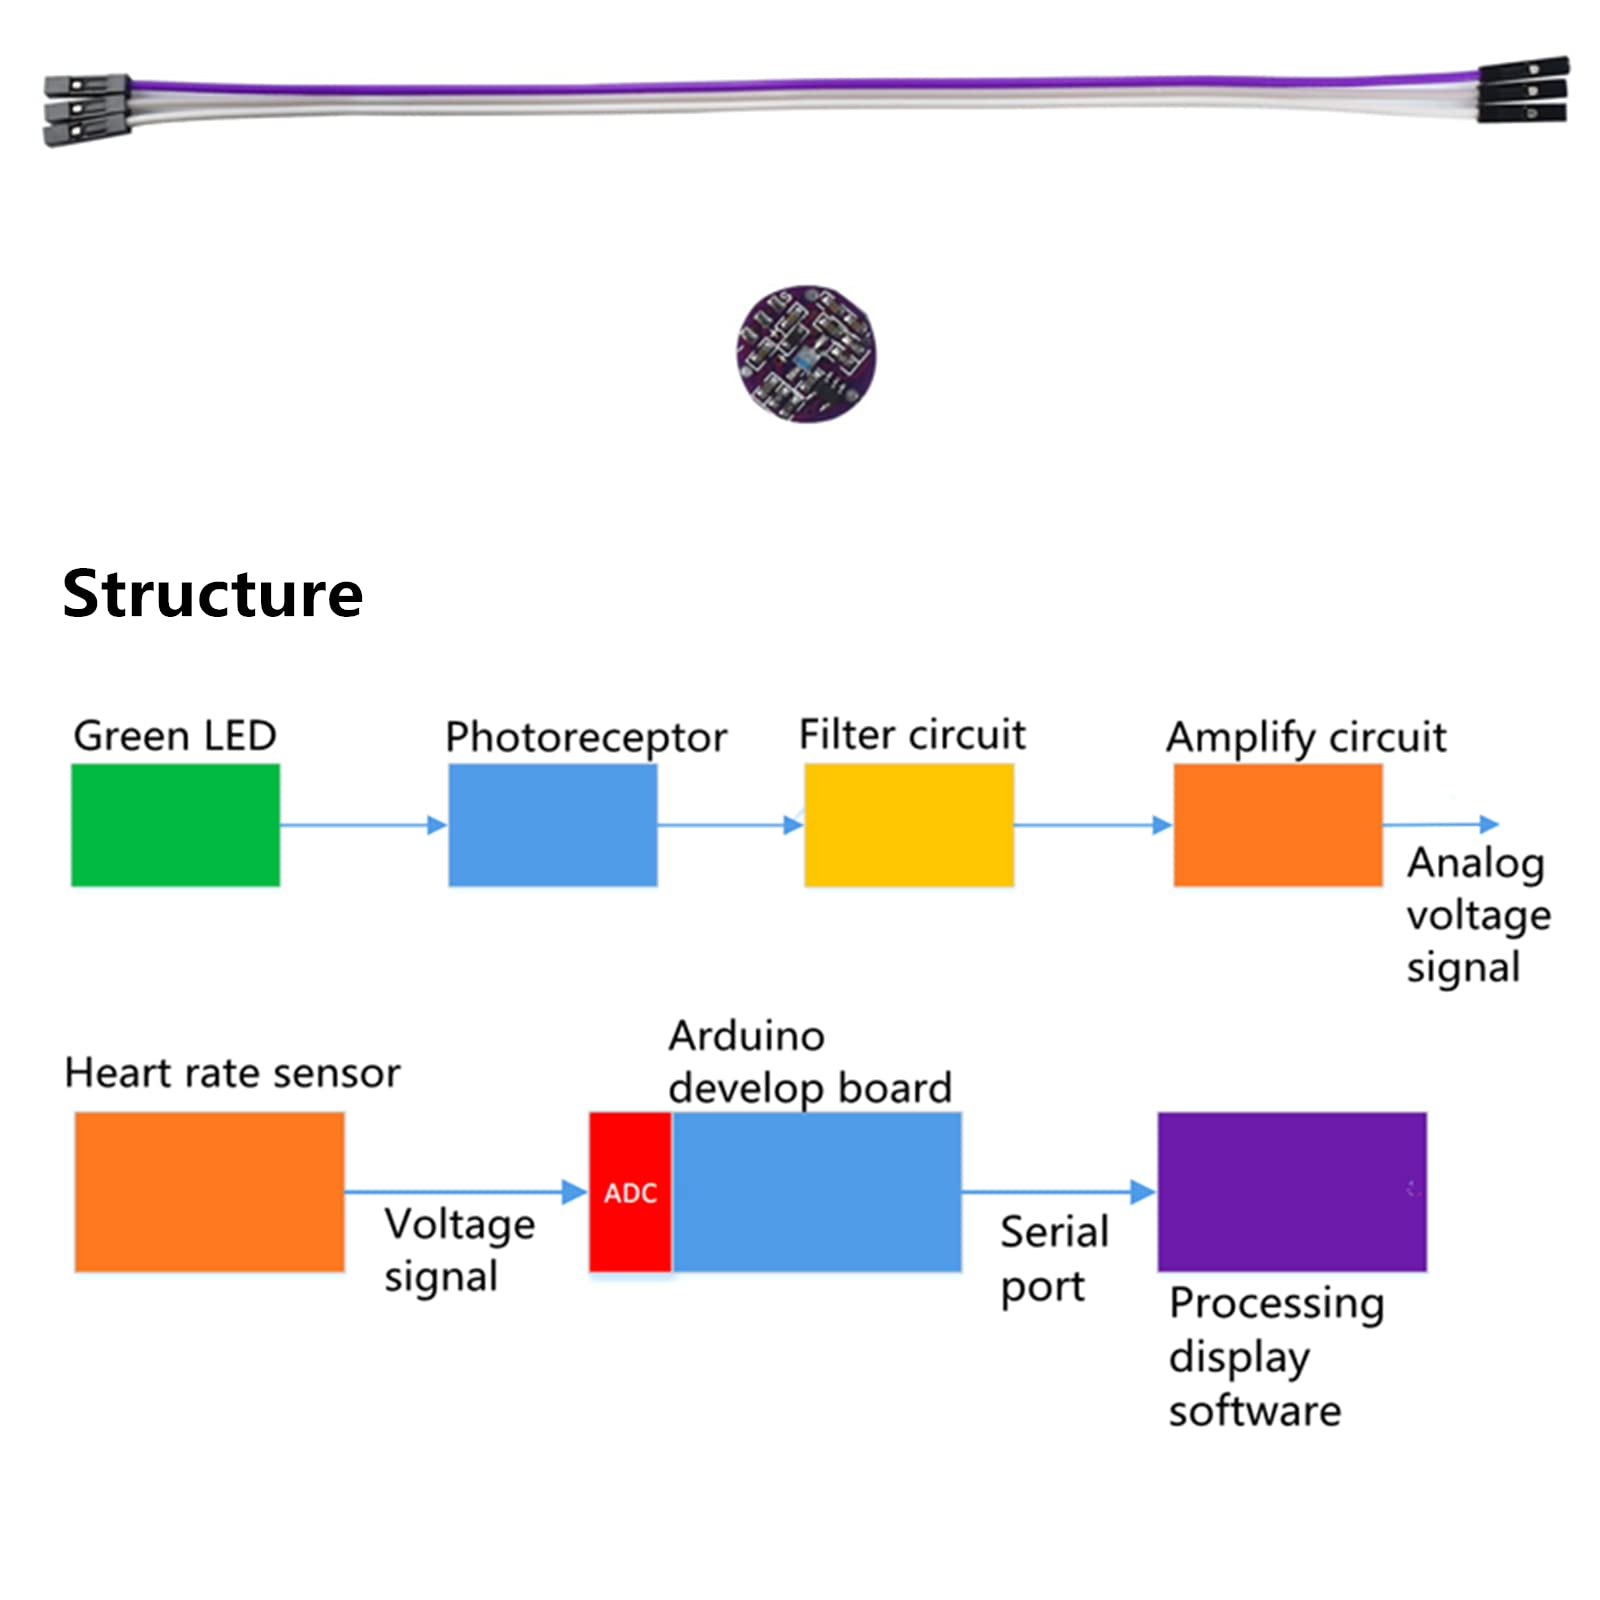 Structure
Green LED
Photoreceptor
Filter circuit
Amplify circuit
Analog
voltage
signal
Heart rate sensor
Voltage
signal
Arduino
develop board
ADC
Serial
port
Processing
display
software